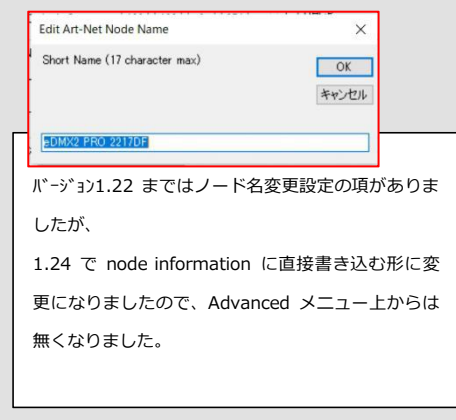 Edit Art-Net Node Name
Short Name (17 character max)
OK
キャンセル
eDMX2 PRO 2217DF
ﾊﾞｰｼﾞｮﾝ1.22 まではノード名変更設定の項がありま
したが、
1.24 で node information に直接書き込む形に変
更になりましたので、Advanced メニュー上からは
無くなりました。